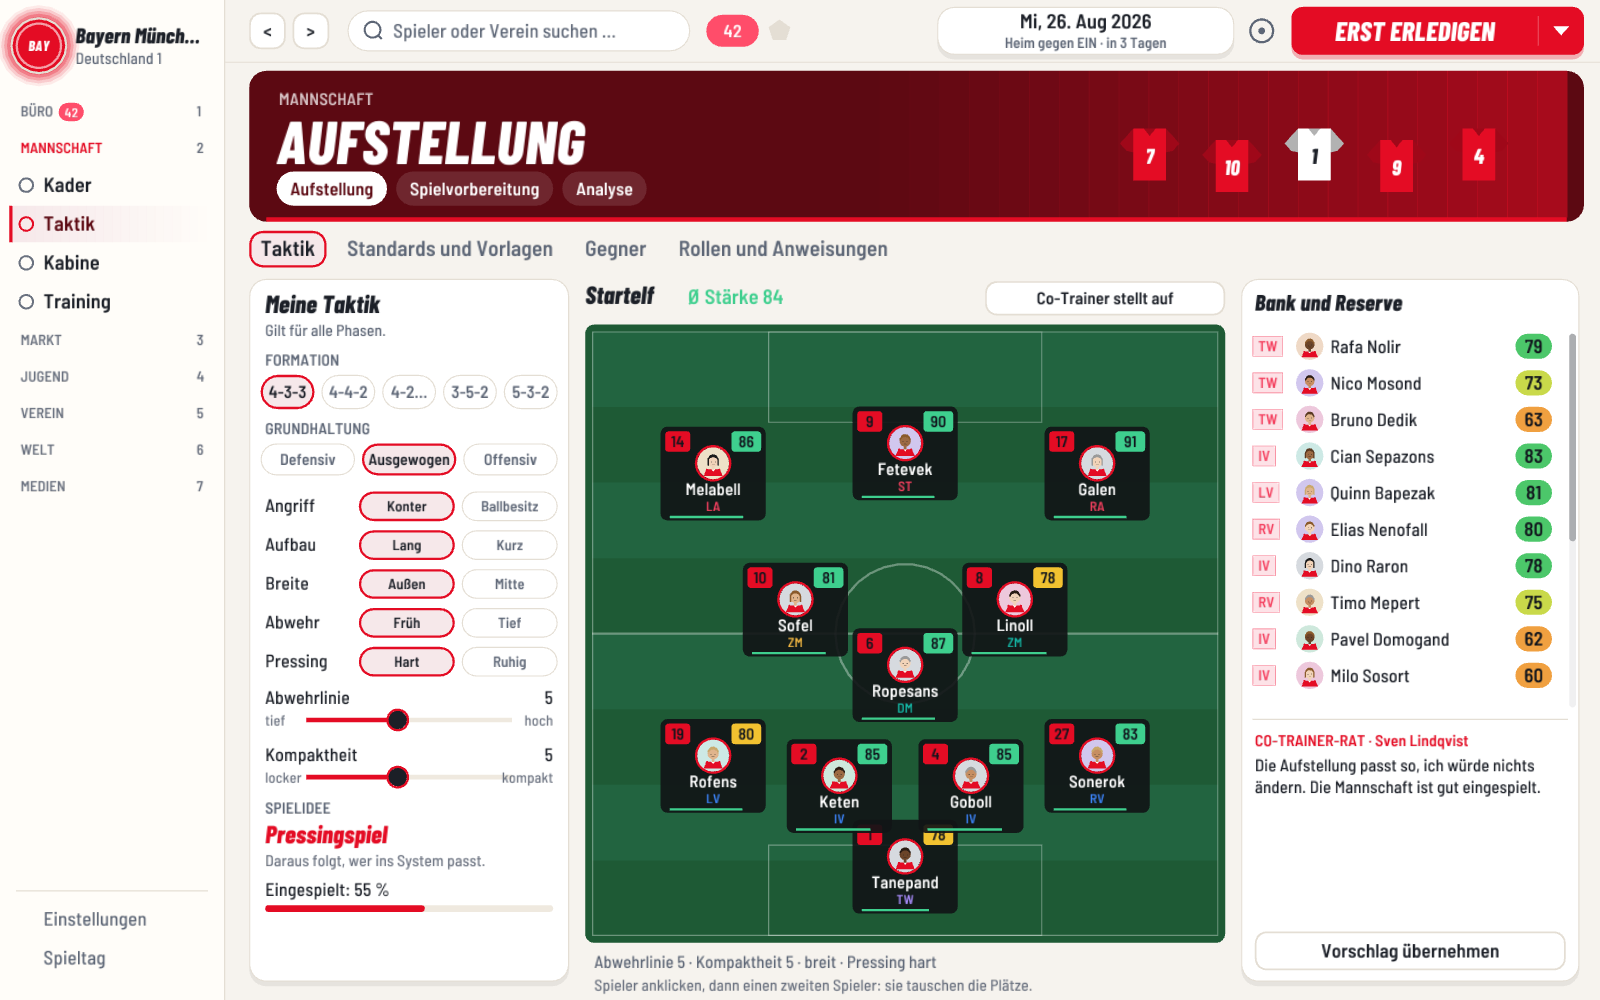 BAY
Bayern Münch...
Deutschland 1
BÜRO 42 1
MANNSCHAFT 2
Kader
Taktik
Kabine
Training
MARKT 3
JUGEND 4
VEREIN 5
WELT 6
MEDIEN 7
Einstellungen
Spieltag
< >
Spieler oder Verein suchen ...
42
Mi, 26. Aug 2026
Heim gegen EIN · in 3 Tagen
ERST ERLEDIGEN
MANNSCHAFT
AUFSTELLUNG
Aufstellung Spielvorbereitung Analyse
7 10 1 9 4
Taktik Standards und Vorlagen Gegner Rollen und Anweisungen
Meine Taktik
Gilt für alle Phasen.
FORMATION
4-3-3 4-4-2 4-2... 3-5-2 5-3-2
GRUNDHALTUNG
Defensiv Ausgewogen Offensiv
Angriff Konter Ballbesitz
Aufbau Lang Kurz
Breite Außen Mitte
Abwehr Früh Tief
Pressing Hart Ruhig
Abwehrlinie 5
tief hoch
Kompaktheit 5
locker kompakt
SPIELIDEE
Pressingspiel
Daraus folgt, wer ins System passt.
Eingespielt: 55 %
Startelf Ø Stärke 84
Co-Trainer stellt auf
9 90
Fetevek
ST
14 86
Melabell
LA
17 91
Galen
RA
10 81
Sofel
ZM
8 78
Linoll
ZM
6 87
Ropesans
DM
19 80
Rofens
LV
2 85
Keten
IV
4 85
Goboll
IV
27 83
Sonerok
RV
1 78
Tanepand
TW
Abwehrlinie 5 · Kompaktheit 5 · breit · Pressing hart
Spieler anklicken, dann einen zweiten Spieler: sie tauschen die Plätze.
Bank und Reserve
TW Rafa Nolir 79
TW Nico Mosond 73
TW Bruno Dedik 63
IV Cian Sepazons 83
LV Quinn Bapezak 81
RV Elias Nenofall 80
IV Dino Raron 78
RV Timo Mepert 75
IV Pavel Domogand 62
IV Milo Sosort 60
CO-TRAINER-RAT · Sven Lindqvist
Die Aufstellung passt so, ich würde nichts
ändern. Die Mannschaft ist gut eingespielt.
Vorschlag übernehmen